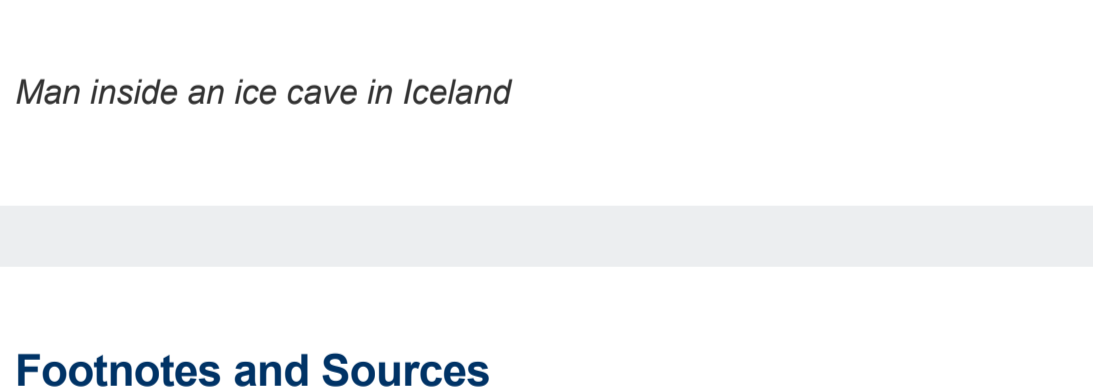 Man inside an ice cave in Iceland
Footnotes and Sources